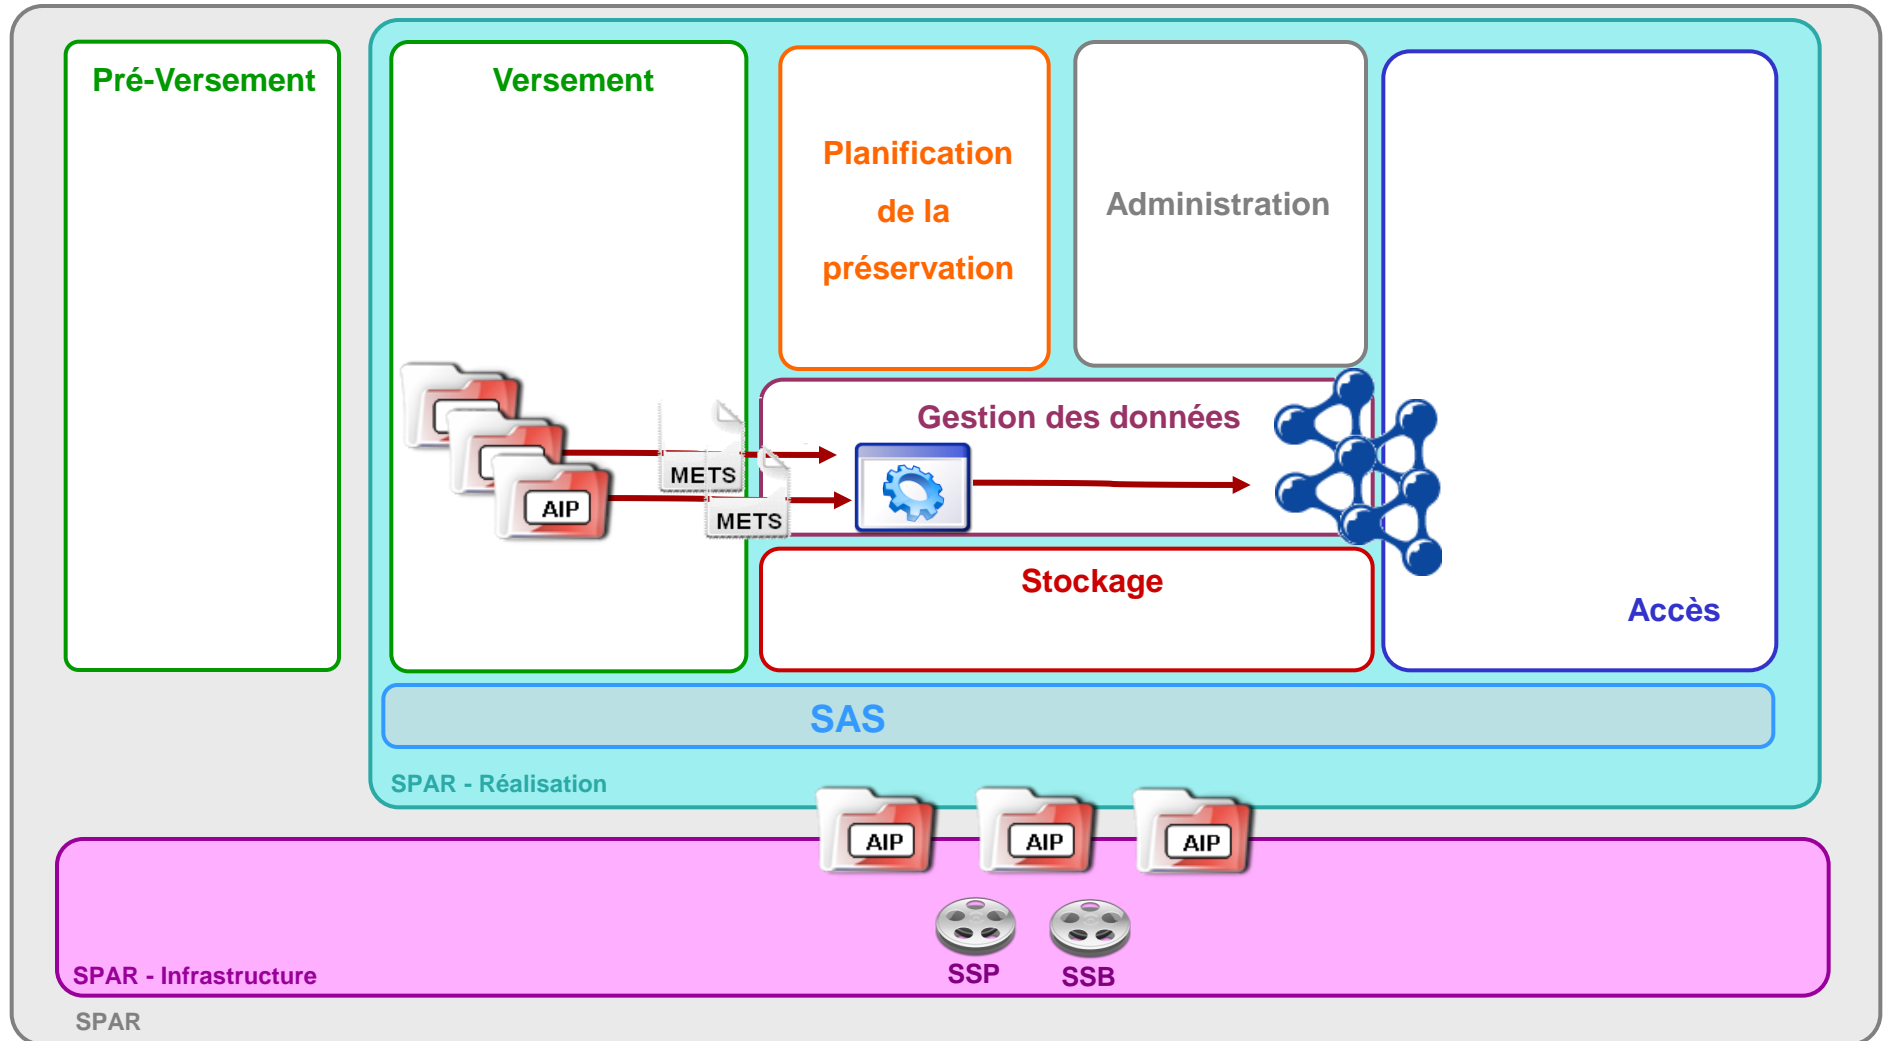 Pré-Versement
Versement
Planification
de la
préservation
Administration
Gestion des données
METS
METS
AIP
Stockage
Accès
SAS
SPAR - Réalisation
AIP
AIP
AIP
SSP
SSB
SPAR - Infrastructure
SPAR